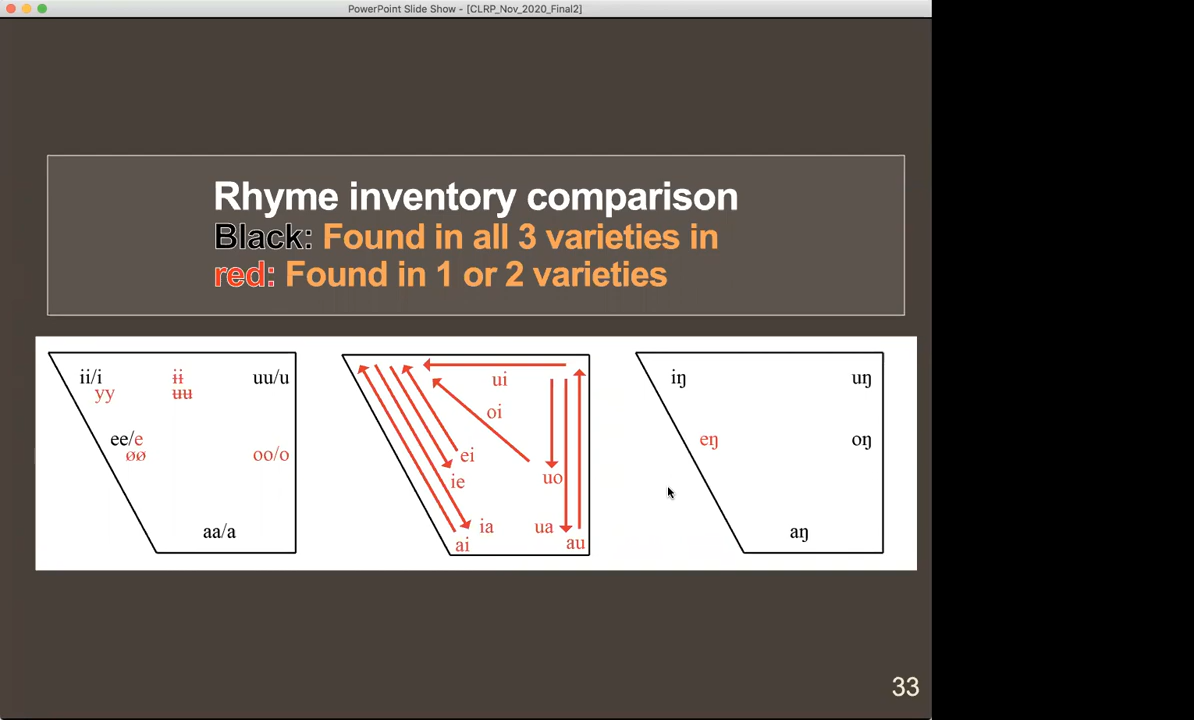 PowerPoint Slide Show - [CLRP_Nov_2020_Final2]
Rhyme inventory comparison
Black: Found in all 3 varieties in
red: Found in 1 or 2 varieties
ii/i
yy
ɨɨ
ʉʉ
uu/u
ee/e
øø
oo/o
aa/a
ui
oi
ei
ie
uo
ia
ua
ai
au
iŋ
uŋ
eŋ
oŋ
aŋ
33